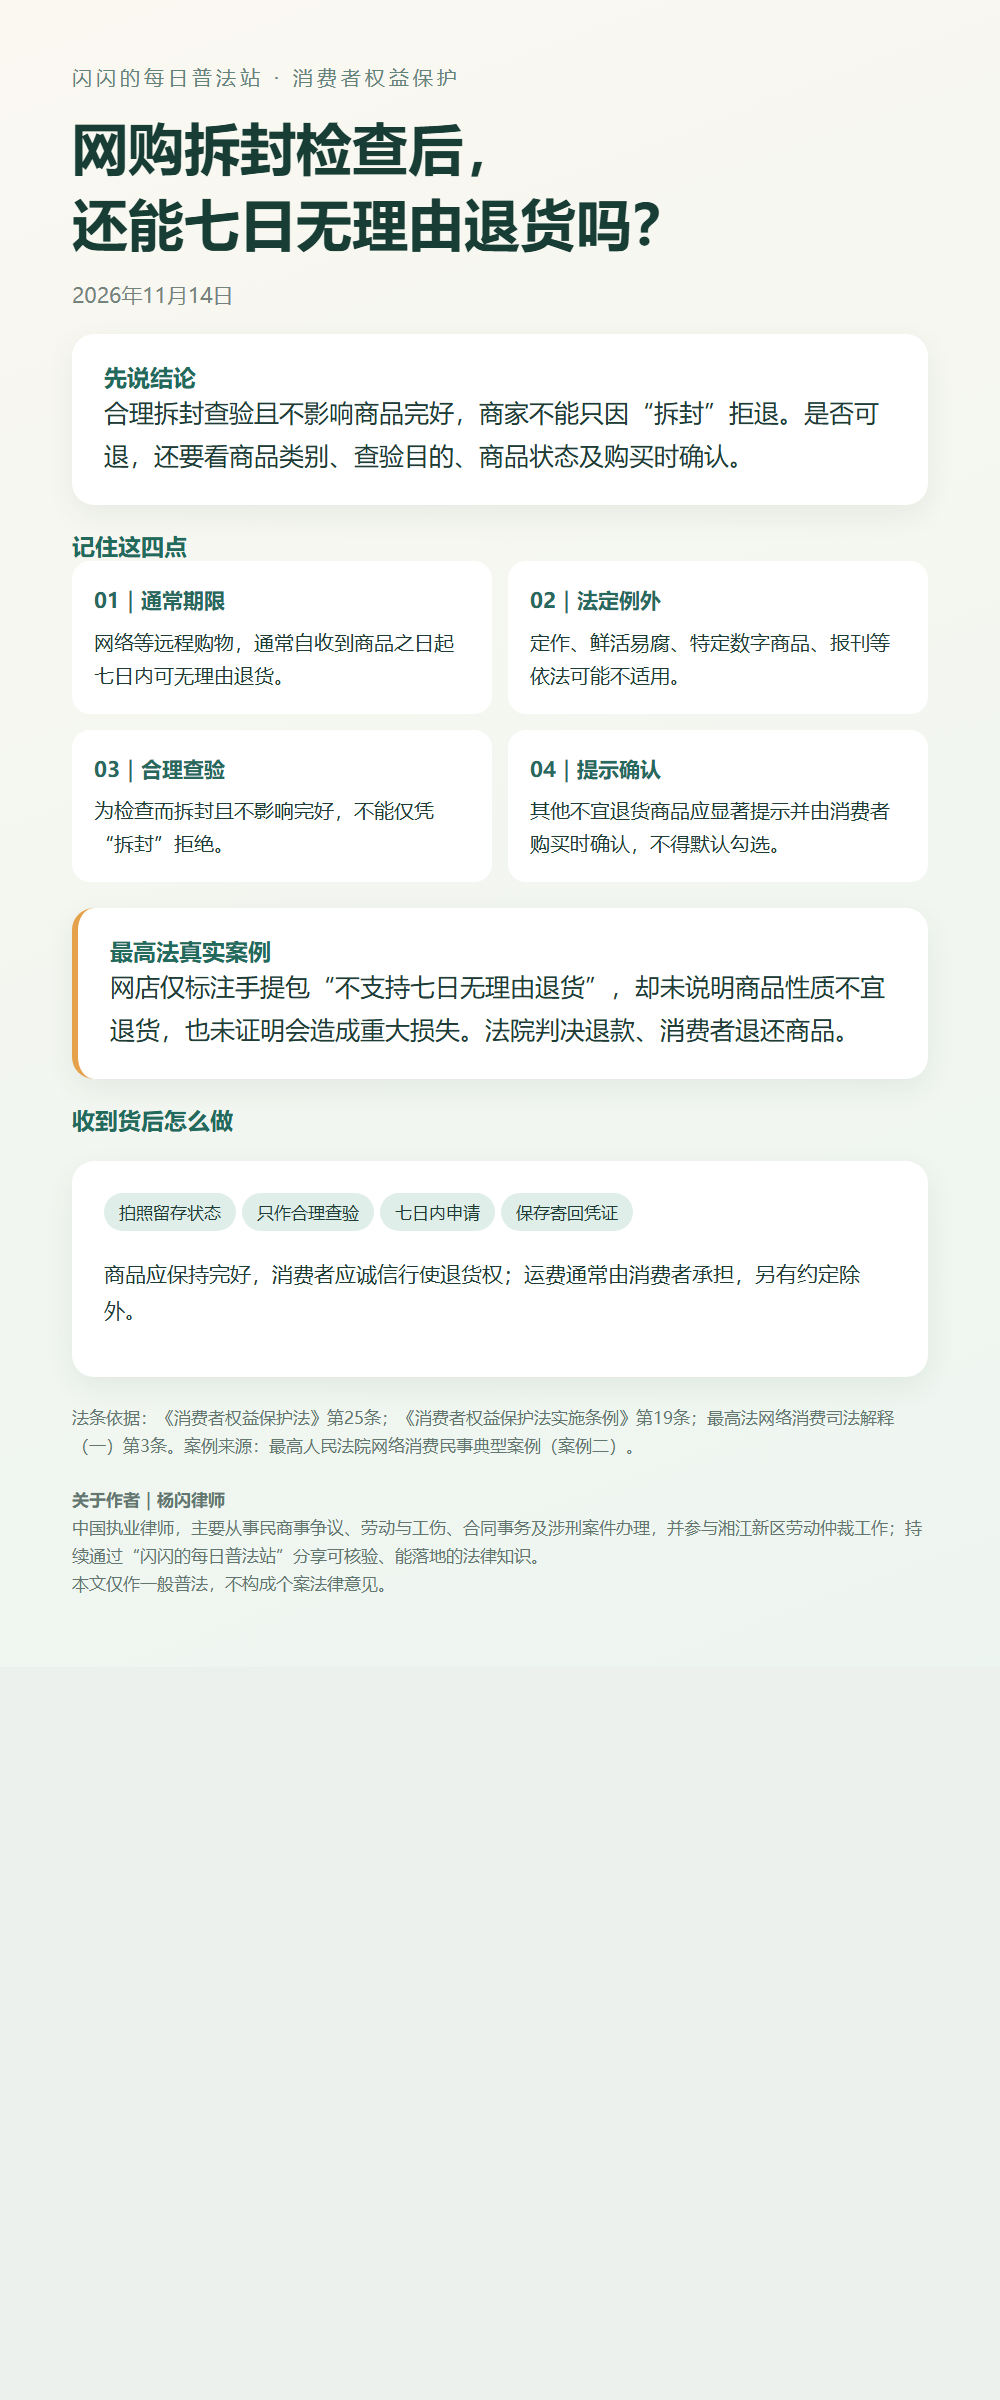 闪闪的每日普法站 · 消费者权益保护
网购拆封检查后，
还能七日无理由退货吗？
2026年11月14日
先说结论
合理拆封查验且不影响商品完好，商家不能只因“拆封”拒退。是否可
退，还要看商品类别、查验目的、商品状态及购买时确认。
记住这四点
01｜通常期限
网络等远程购物，通常自收到商品之日起
七日内可无理由退货。
02｜法定例外
定作、鲜活易腐、特定数字商品、报刊等
依法可能不适用。
03｜合理查验
为检查而拆封且不影响完好，不能仅凭
“拆封”拒绝。
04｜提示确认
其他不宜退货商品应显著提示并由消费者
购买时确认，不得默认勾选。
最高法真实案例
网店仅标注手提包“不支持七日无理由退货”，却未说明商品性质不宜
退货，也未证明会造成重大损失。法院判决退款、消费者退还商品。
收到货后怎么做
拍照留存状态 只作合理查验 七日内申请 保存寄回凭证
商品应保持完好，消费者应诚信行使退货权；运费通常由消费者承担，另有约定除
外。
法条依据：《消费者权益保护法》第25条；《消费者权益保护法实施条例》第19条；最高法网络消费司法解释
（一）第3条。案例来源：最高人民法院网络消费民事典型案例（案例二）。
关于作者｜杨闪律师
中国执业律师，主要从事民商事争议、劳动与工伤、合同事务及涉刑案件办理，并参与湘江新区劳动仲裁工作；持
续通过“闪闪的每日普法站”分享可核验、能落地的法律知识。
本文仅作一般普法，不构成个案法律意见。